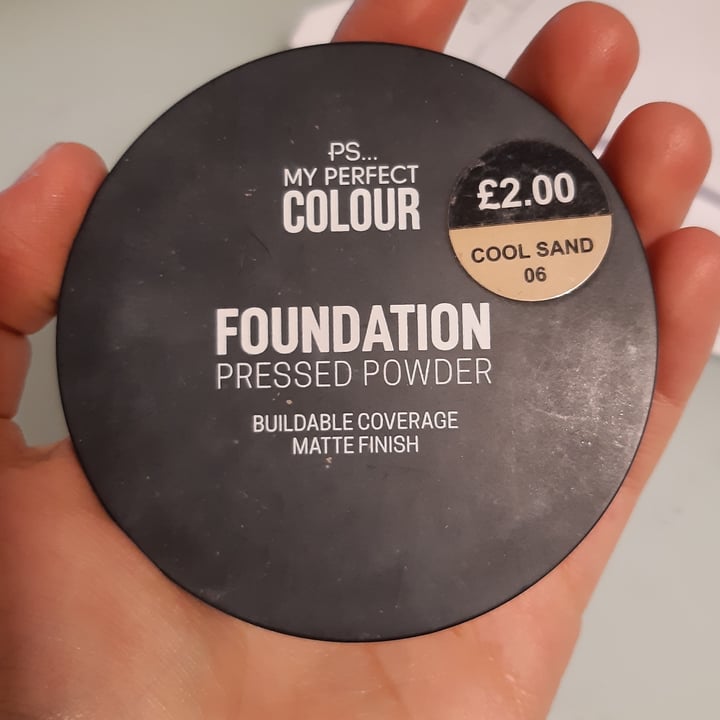 PS...
MY PERFECT
COLOUR
£2.00
COOL SAND
06
FOUNDATION
PRESSED POWDER
BUILDABLE COVERAGE
MATTE FINISH